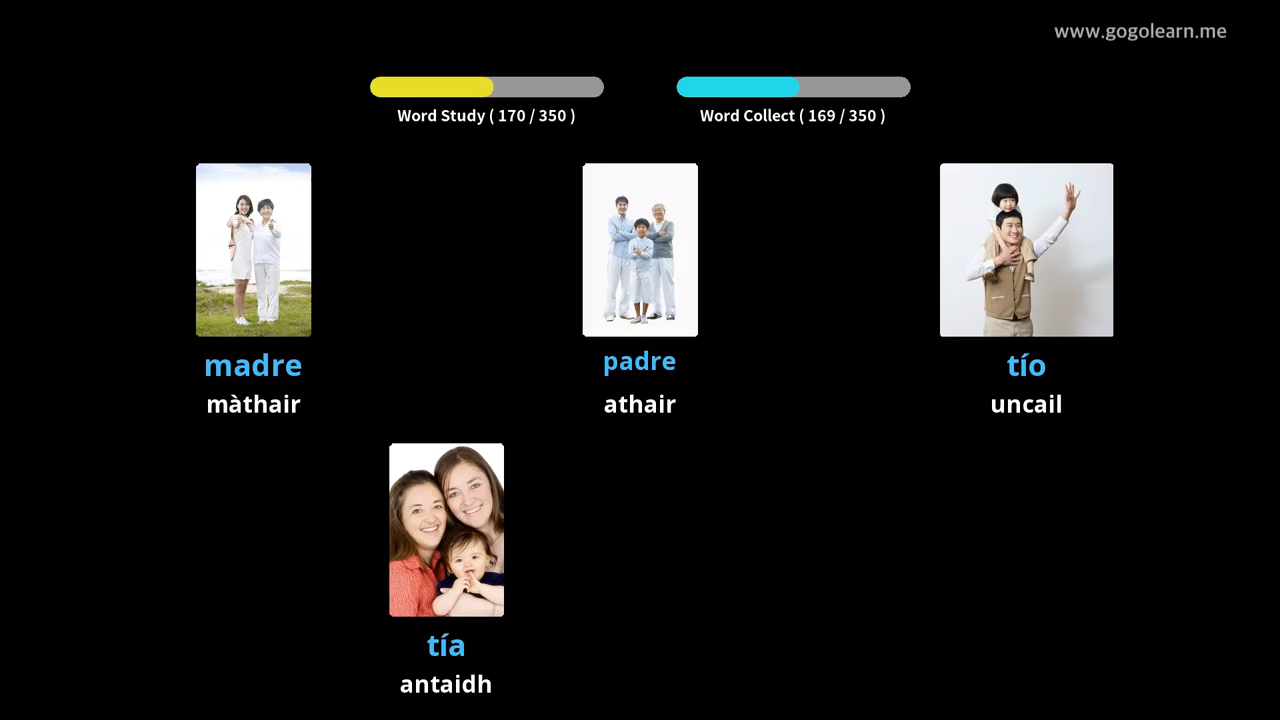 www.gogolearn.me
Word Study ( 170 / 350 )
Word Collect ( 169 / 350 )
madre
màthair
padre
athair
tío
uncail
tía
antaidh